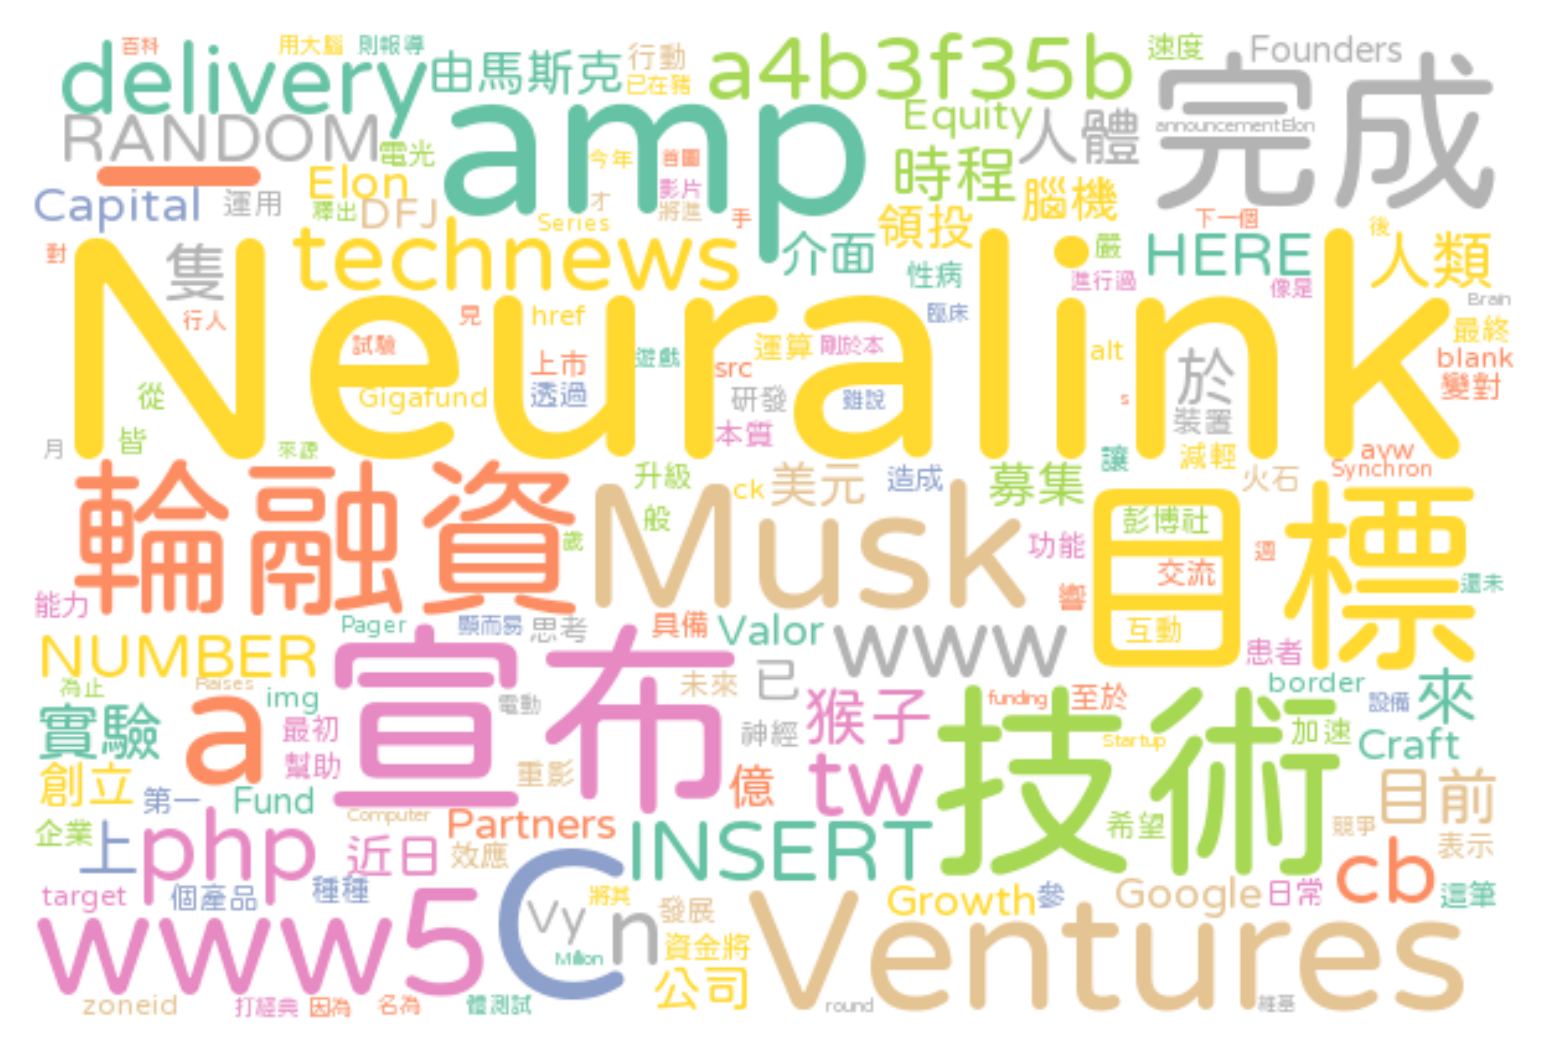 百科 用大腦 則報導 行動 速度 Founders
delivery 由馬斯克 已在豬 a4b3f35b 完成
RANDOM amp Equity 人體 announcementElon
電光 今年 首圖 時程
Capital 運用 Elon 釋出 DFJ 才 影片 將進 腦機
Series 手 領投 下一個 後
對 隻 technews 介面 嚴 HERE 人類
性病 進行過 像是
Neuralink
行人 見 href 臨床 Brain
試驗 上市 遊戲 src 運算 剛於本 alt 於 最終 blank
從 Gigafund 透過 研發 雖說 s 裝置 變對
月 皆 來源 本質 讓 減輕 avw
升級 ck 美元 造成 募集 火石 Synchron
輪融資 般 Musk 目標 彭博社
歲 功能 週 交流
能力 響 還未
Pager 顯而易 思考 具備 Valor www 互動
NUMBER 宣布 已 患者
為止 Raises img 未來 猴子 funding 至於 border 來
實驗 a 最初 電動 神經 技術 設備
幫助 Startup 加速 Craft
創立 重影 億 tw 目前
第一 Fund
企業 上 php Computer Partners INSERT 希望 競爭 表示
近日 效應 cb
target 個產品 種種 C 將其 Growth 參 Google 日常 這筆
www5 Vy n 發展 Ventures
Million 資金將
公司
zoneid 打經典 因為 名為 體測試 round 維基